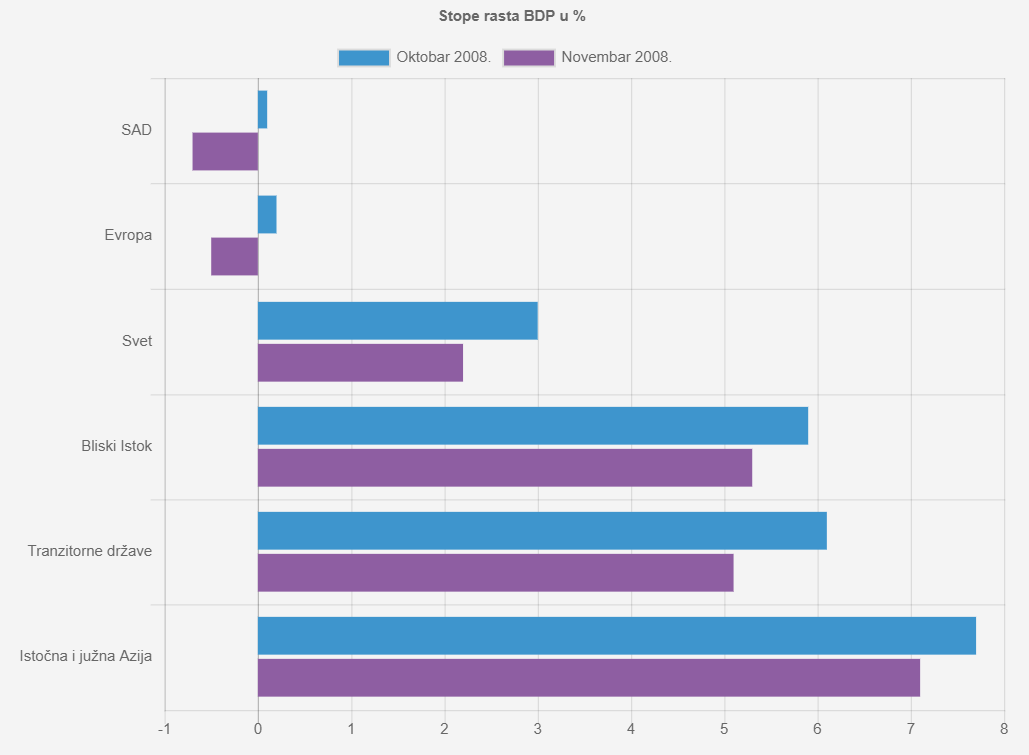 Stope rasta BDP u %
Oktobar 2008. Novembar 2008.
SAD
Evropa
Svet
Bliski Istok
Tranzitorne države
Istočna i južna Azija
-1 0 1 2 3 4 5 6 7 8